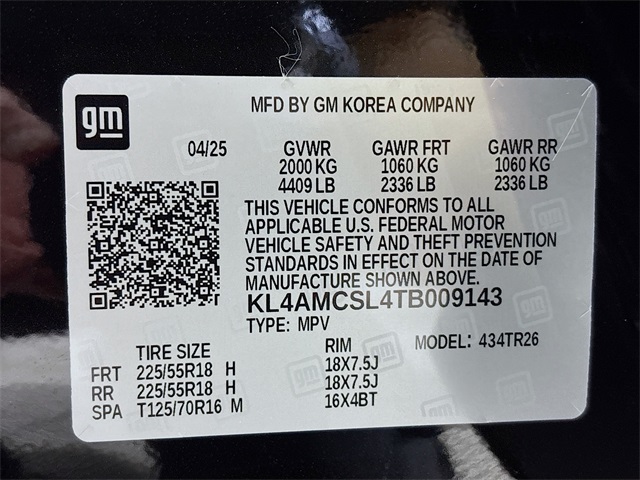 gm
MFD BY GM KOREA COMPANY
04/25 GVWR GAWR FRT GAWR RR
2000 KG 1060 KG 1060 KG
4409 LB 2336 LB 2336 LB
THIS VEHICLE CONFORMS TO ALL
APPLICABLE U.S. FEDERAL MOTOR
VEHICLE SAFETY AND THEFT PREVENTION
STANDARDS IN EFFECT ON THE DATE OF
MANUFACTURE SHOWN ABOVE.
KL4AMCSL4TB009143
TYPE: MPV MODEL: 434TR26
TIRE SIZE RIM
FRT 225/55R18 H 18X7.5J
RR 225/55R18 H 18X7.5J
SPA T125/70R16 M 16X4BT